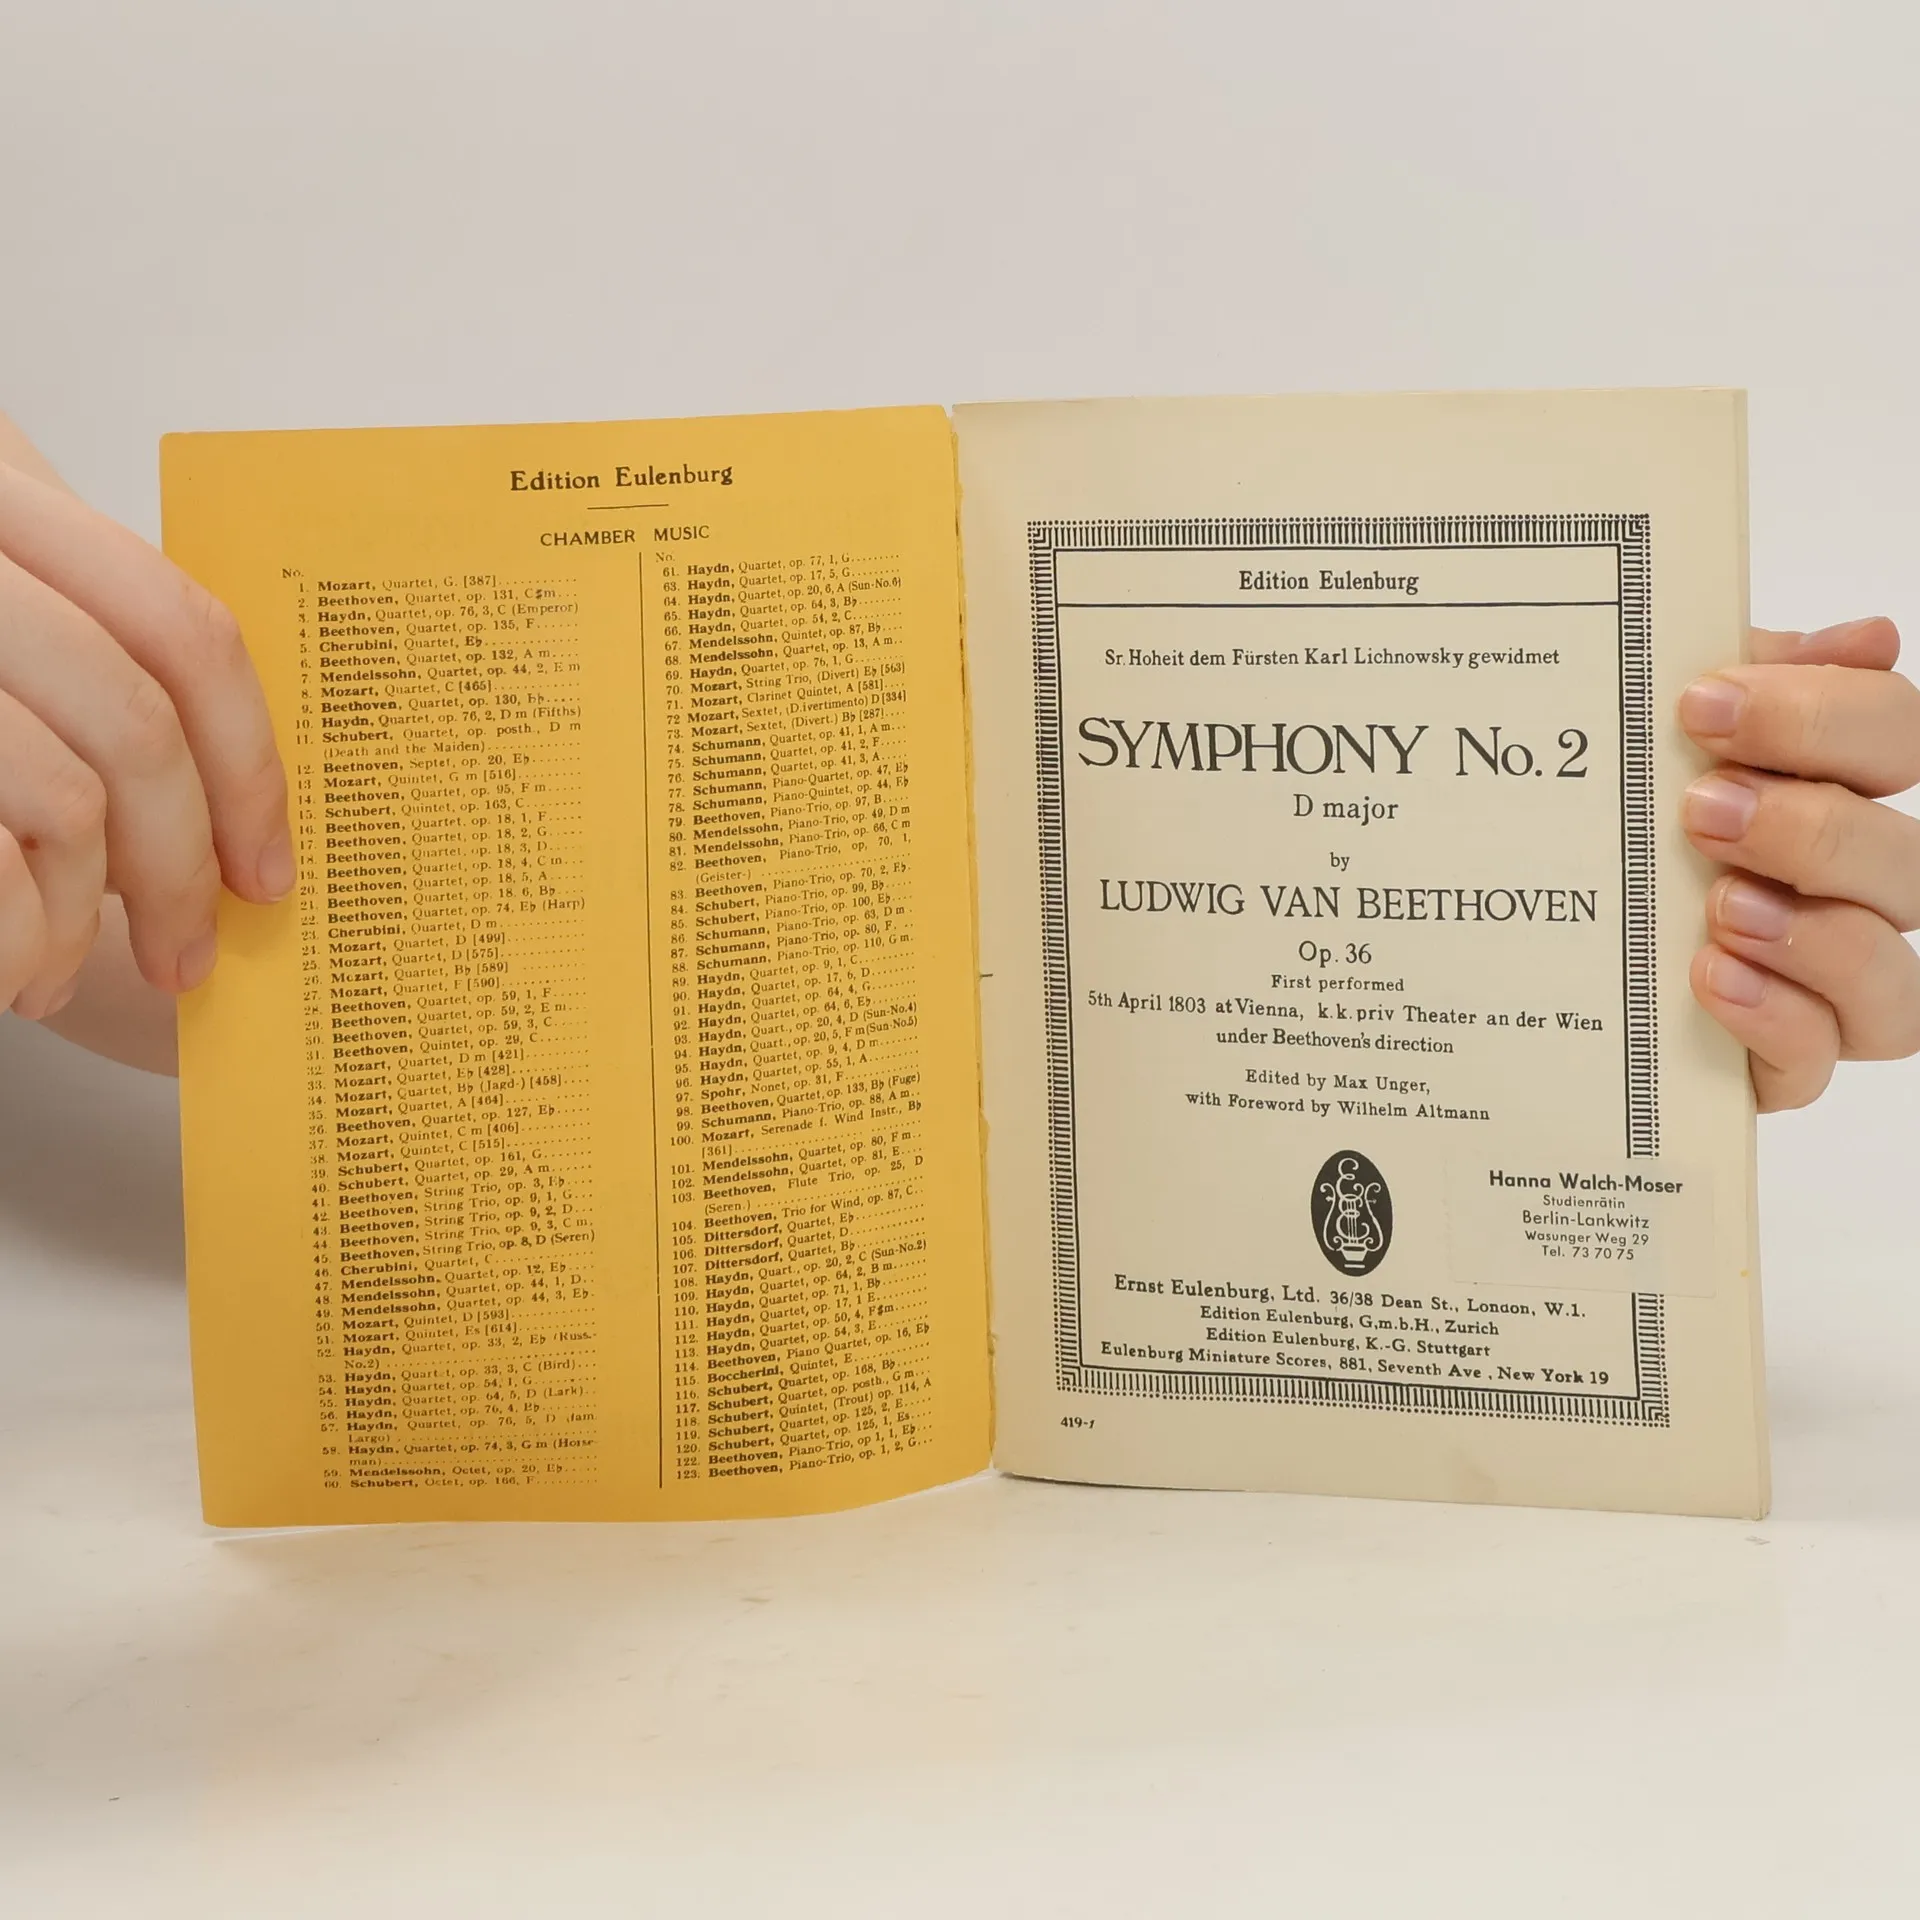 Edition Eulenburg
CHAMBER MUSIC
No.
1. Mozart, Quartet, G. [387]...........
2. Beethoven, Quartet, op. 131, C♯m...
3. Haydn, Quartet, op. 76, 3, C (Emperor)
4. Beethoven, Quartet, op. 135, F......
5. Cherubini, Quartet, E♭.............
6. Beethoven, Quartet, op. 132, A m....
7. Mendelssohn, Quartet, op. 44, 2, E m
8. Mozart, Quartet, C [465]............
9. Beethoven, Quartet, op. 130, B♭.....
10. Haydn, Quartet, op. 76, 2, D m (Fifths)
11. Schubert, Quartet, op. posth., D m
(Death and the Maiden).............
12. Beethoven, Septet, op. 20, E♭.......
13 Mozart, Quintet, G m [516]..........
14. Beethoven, Quartet, op. 95, F m.....
15. Schubert, Quintet, op. 163, C.......
16. Beethoven, Quartet, op. 18, 1, F.....
17. Beethoven, Quartet, op. 18, 2, G.....
18. Beethoven, Quartet, op. 18, 3, D.....
19. Beethoven, Quartet, op. 18, 4, C m...
20. Beethoven, Quartet, op. 18, 5, A....
21. Beethoven, Quartet, op. 18. 6, B♭....
22. Beethoven, Quartet, op. 74, E♭ (Harp)
23. Cherubini, Quartet, D m............
24. Mozart, Quartet, D [499]............
25. Mozart, Quartet, D [575]............
26. Mozart, Quartet, B♭ [589] .........
27. Mozart, Quartet, F [590]............
28. Beethoven, Quartet, op. 59, 1, F.....
29. Beethoven, Quartet, op. 59, 2, E m...
30. Beethoven, Quartet, op. 59, 3, C.....
31. Beethoven, Quintet, op. 29, C.......
32. Mozart, Quartet, D m [421]..........
33. Mozart, Quartet, E♭ [428]...........
34. Mozart, Quartet, B♭ (Jagd-) [458]....
35. Mozart, Quartet, A [464]...... .....
36. Beethoven, Quartet, op. 127, E♭.....
37. Mozart, Quintet, C m [406]..........
38. Mozart, Quintet, C [515]............
39. Schubert, Quartet, op. 161, G.......
40. Schubert, Quartet, op. 29, A m......
41. Beethoven, String Trio, op. 3, E♭....
42. Beethoven, String Trio, op. 9, 1, G...
43. Beethoven, String Trio, op. 9, 2, D...
44. Beethoven, String Trio, op. 9, 3, C m.
45. Beethoven, String Trio, op. 8, D (Seren)
46. Cherubini, Quartet, C..............
47. Mendelssohn, Quartet, op. 12, E♭....
48. Mendelssohn, Quartet, op. 44, 1, D..
49. Mendelssohn, Quartet, op. 44, 3, E♭.
50. Mozart, Quintet, D [593]............
51. Mozart, Quintet, Es [614]...........
52. Haydn, Quartet, op. 33, 2, E♭ (Russ.-
No.2) ............................
53. Haydn, Quartet, op. 33, 3, C (Bird)...
54. Haydn, Quartet, op. 54, 1, G........
55. Haydn, Quartet, op. 64, 5, D (Lark)..
56. Haydn, Quartet, op. 76, 4, B♭.......
57. Haydn, Quartet, op. 76, 5, D (fam.
Largo) ...........................
58. Haydn, Quartet, op. 74, 3, G m (Horse-
man)............................
59. Mendelssohn, Octet, op. 20, E♭.....
60. Schubert, Octet, op. 166, F.........
No.
61. Haydn, Quartet, op. 77, 1, G.........
63. Haydn, Quartet, op. 17, 5, G.........
64. Haydn, Quartet, op. 20, 6, A (Sun-No.6)
65. Haydn, Quartet, op. 64, 3, B♭........
66. Haydn, Quartet, op. 54, 2, C.........
67. Mendelssohn, Quintet, op. 87, B♭....
68. Mendelssohn, Quartet, op. 13, A m..
69. Haydn, Quartet, op. 76, 1, G.........
70. Mozart, String Trio, (Divert) E♭ [563]
71. Mozart, Clarinet Quintet, A [581]....
72 Mozart, Sextet, (Divertimento) D [334]
73. Mozart, Sextet, (Divert.) B♭ [287]....
74. Schumann, Quartet, op. 41, 1, A m...
75. Schumann, Quartet, op. 41, 2, F.....
76. Schumann, Quartet, op. 41, 3, A.....
77. Schumann, Piano-Quartet, op. 47, E♭
78. Schumann, Piano-Quintet, op. 44, E♭
79. Beethoven, Piano-Trio, op. 97, B.....
80. Mendelssohn, Piano-Trio, op. 49, D m
81. Mendelssohn, Piano-Trio, op. 66, C m
82. Beethoven, Piano-Trio, op, 70, 1,
(Geister-) ........................
83. Beethoven, Piano-Trio, op. 70, 2, E♭.
84. Schubert, Piano-Trio, op. 99, B♭.....
85. Schubert, Piano-Trio, op. 100, E♭....
86. Schumann, Piano-Trio, op. 63, D m .
87. Schumann, Piano-Trio, op. 80, F. ..
88. Schumann, Piano-Trio, op. 110, G m.
89. Haydn, Quartet, op. 9, 1, C..........
90. Haydn, Quartet, op. 17, 6, D........
91. Haydn, Quartet, op. 64, 4, G........
92. Haydn, Quartet, op. 64, 6, E♭.......
93. Haydn, Quart., op. 20, 4, D (Sun-No.4)
94. Haydn, Quart., op. 20, 5, F m(Sun-No.5)
95. Haydn, Quartet, op. 9, 4, D m.......
96. Haydn, Quartet, op. 55, 1, A........
97. Spohr, Nonet, op. 31, F.............
98. Beethoven, Quartet, op. 133, B♭ (Fuge)
99. Schumann, Piano-Trio, op. 88, A m..
100. Mozart, Serenade f. Wind Instr., B♭
[361]............................
101. Mendelssohn, Quartet, op. 80, F m..
102. Mendelssohn, Quartet, op. 81, E....
103. Beethoven, Flute Trio, op. 25, D
(Seren.) .........................
104. Beethoven, Trio for Wind, op. 87, C..
105. Dittersdorf, Quartet, E♭............
106. Dittersdorf, Quartet, D.............
107. Dittersdorf, Quartet, B♭............
108. Haydn, Quart., op. 20, 2, C (Sun-No.2)
109. Haydn, Quartet, op. 64, 2, B m......
110. Haydn, Quartet, op. 71, 1, B♭.......
111. Haydn, Quartet, op. 17, 1 E.........
112. Haydn, Quartet, op. 50, 4, F♯m......
113. Haydn, Quartet, op. 54, 3, E........
114. Beethoven, Piano Quartet, op. 16, E♭
115. Boccherini, Quintet, E.............
116. Schubert, Quartet, op. 168, B♭......
117. Schubert, Quartet, op. posth., G m..
118. Schubert, Quintet, (Trout) op. 114, A
119. Schubert, Quartet, op. 125, 2, E....
120. Schubert, Quartet, op. 125, 1, Es....
122. Beethoven, Piano-Trio, op 1, 1, E♭...
123. Beethoven, Piano-Trio, op. 1, 2, G...
Edition Eulenburg
Sr. Hoheit dem Fürsten Karl Lichnowsky gewidmet
SYMPHONY No. 2
D major
by
LUDWIG VAN BEETHOVEN
Op. 36
First performed
5th April 1803 at Vienna, k. k. priv Theater an der Wien
under Beethoven's direction
Edited by Max Unger,
with Foreword by Wilhelm Altmann
Hanna Walch-Moser
Studienrätin
Berlin-Lankwitz
Wasunger Weg 29
Tel. 73 70 75
Ernst Eulenburg, Ltd. 36/38 Dean St., London, W.1.
Edition Eulenburg, G,m.b.H., Zurich
Edition Eulenburg, K.-G. Stuttgart
Eulenburg Miniature Scores, 881, Seventh Ave, New York 19
419-1